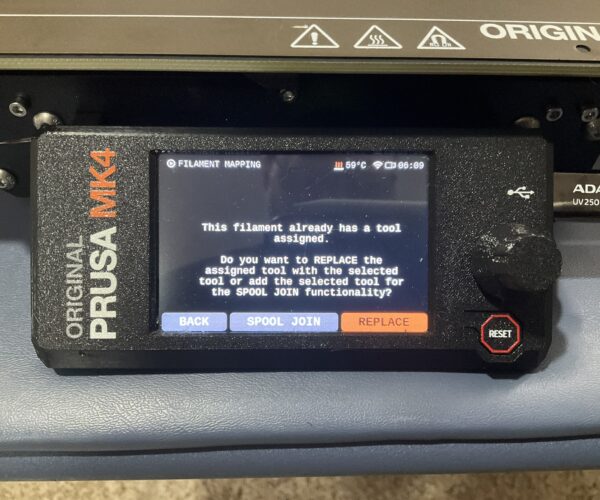 ORIGIN
FILAMENT MAPPING
59°C
06:09
This filament already has a tool
assigned.
Do you want to REPLACE the
assigned tool with the selected
tool or add the selected tool for
the SPOOL JOIN functionality?
BACK
SPOOL JOIN
REPLACE
ORIGINAL
PRUSA MK4
ADA
UV250
RESET